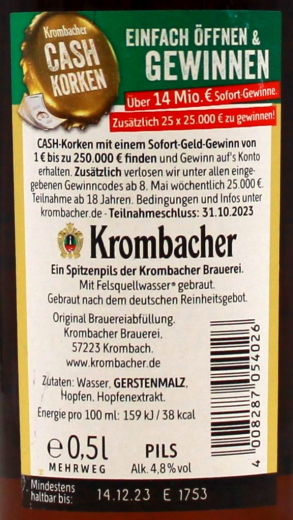 Krombacher
CASH
KORKEN
EINFACH ÖFFNEN &
GEWINNEN
Über 14 Mio. € Sofort-Gewinne.
Zusätzlich 25 x 25.000 € zu gewinnen!
CASH-Korken mit einem Sofort-Geld-Gewinn von
1 € bis zu 250.000 € finden und Gewinn auf's Konto
erhalten. Zusätzlich verlosen wir unter allen einge-
gebenen Gewinncodes ab 8. Mai wöchentlich 25.000 €.
Teilnahme ab 18 Jahren. Bedingungen und Infos unter
krombacher.de · Teilnahmeschluss: 31.10.2023
Krombacher
Ein Spitzenpils der Krombacher Brauerei.
Mit Felsquellwasser® gebraut.
Gebraut nach dem deutschen Reinheitsgebot.
Original Brauereiabfüllung.
Krombacher Brauerei,
57223 Krombach.
www.krombacher.de
Zutaten: Wasser, GERSTENMALZ,
Hopfen, Hopfenextrakt.
Energie pro 100 ml: 159 kJ / 38 kcal
4 008287 054026
e 0,5l PILS
MEHRWEG Alk. 4,8 % vol
Mindestens
haltbar bis: 14.12.23 E 1753